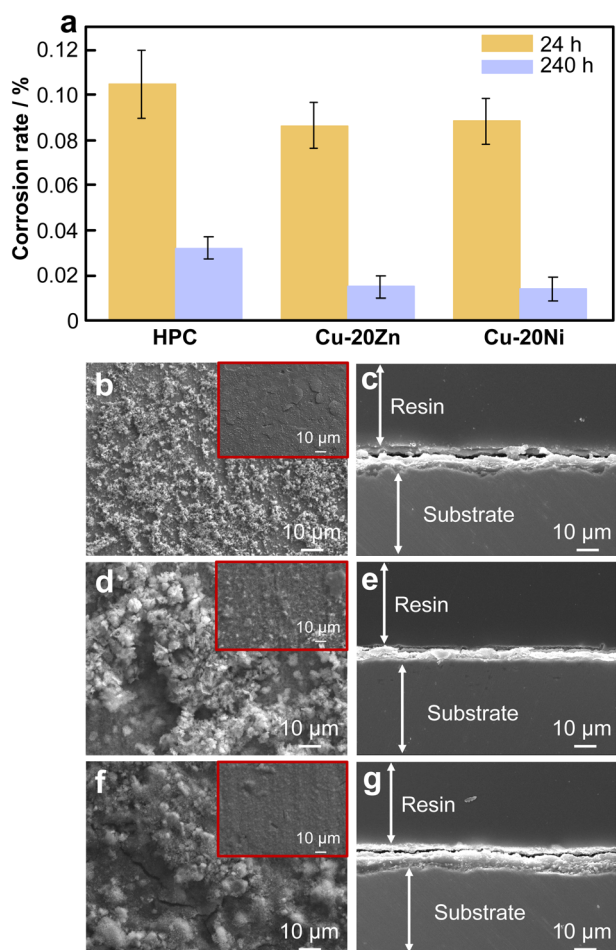 a
Corrosion rate / %
0.12
0.10
0.08
0.06
0.04
0.02
0
24 h
240 h
HPC
Cu-20Zn
Cu-20Ni
b
10 μm
10 μm
c
Resin
Substrate
10 μm
d
10 μm
10 μm
e
Resin
Substrate
10 μm
f
10 μm
10 μm
g
Resin
Substrate
10 μm